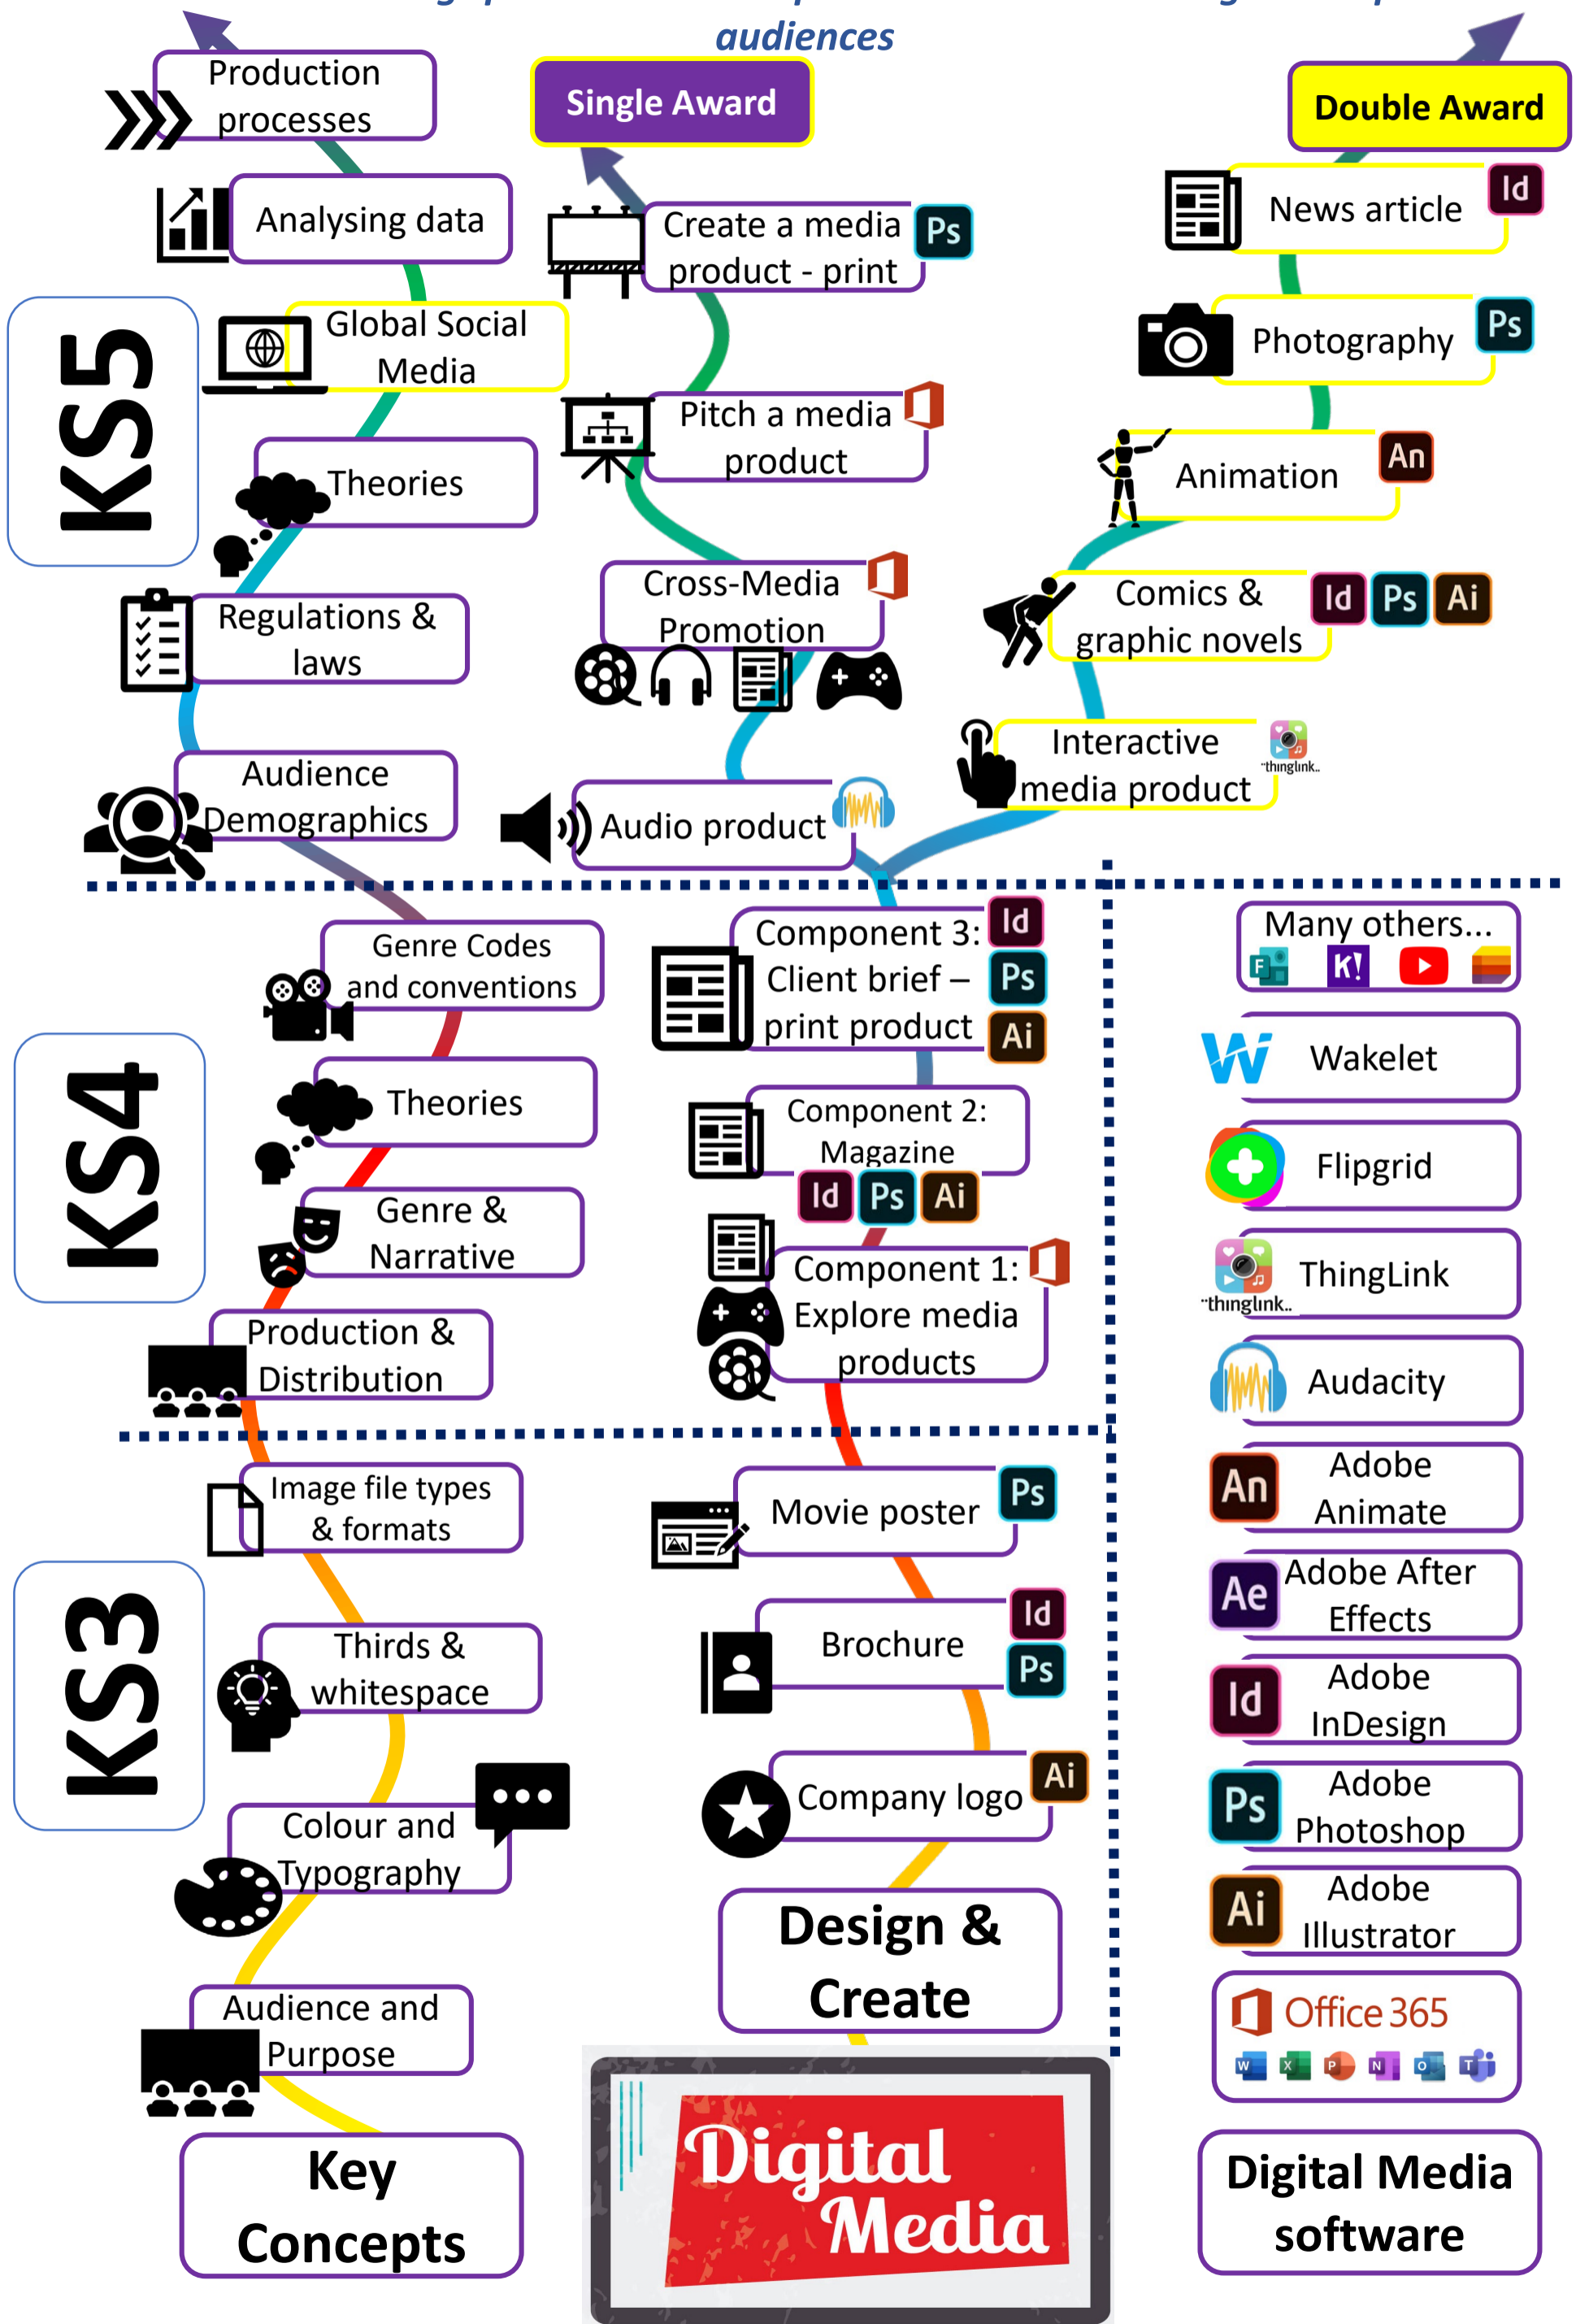 audiences
Production
processes
Single Award
Double Award
Analysing data
Create a media
product - print
Ps
News article
Id
KS5
Global Social
Media
Photography
Ps
Pitch a media
product
Theories
Animation
An
Cross-Media
Promotion
Comics &
graphic novels
Id
Ps
Ai
Regulations &
laws
Interactive
media product
¨thinglink..
Audience
Demographics
Audio product
Component 3:
Client brief –
print product
Id
Ps
Ai
Many others...
F
K!
Genre Codes
and conventions
KS4
Wakelet
Theories
Component 2:
Magazine
Id
Ps
Ai
Flipgrid
Genre &
Narrative
Component 1:
Explore media
products
ThingLink
¨thinglink..
Production &
Distribution
Audacity
Image file types
& formats
Movie poster
Ps
An
Adobe
Animate
KS3
Thirds &
whitespace
Brochure
Id
Ps
Ae
Adobe After
Effects
Id
Adobe
InDesign
Colour and
Typography
Company logo
Ai
Ps
Adobe
Photoshop
Design &
Create
Ai
Adobe
Illustrator
Audience and
Purpose
Office 365
W
X
P
N
O
T
Key
Concepts
Digital
Media
Digital Media
software